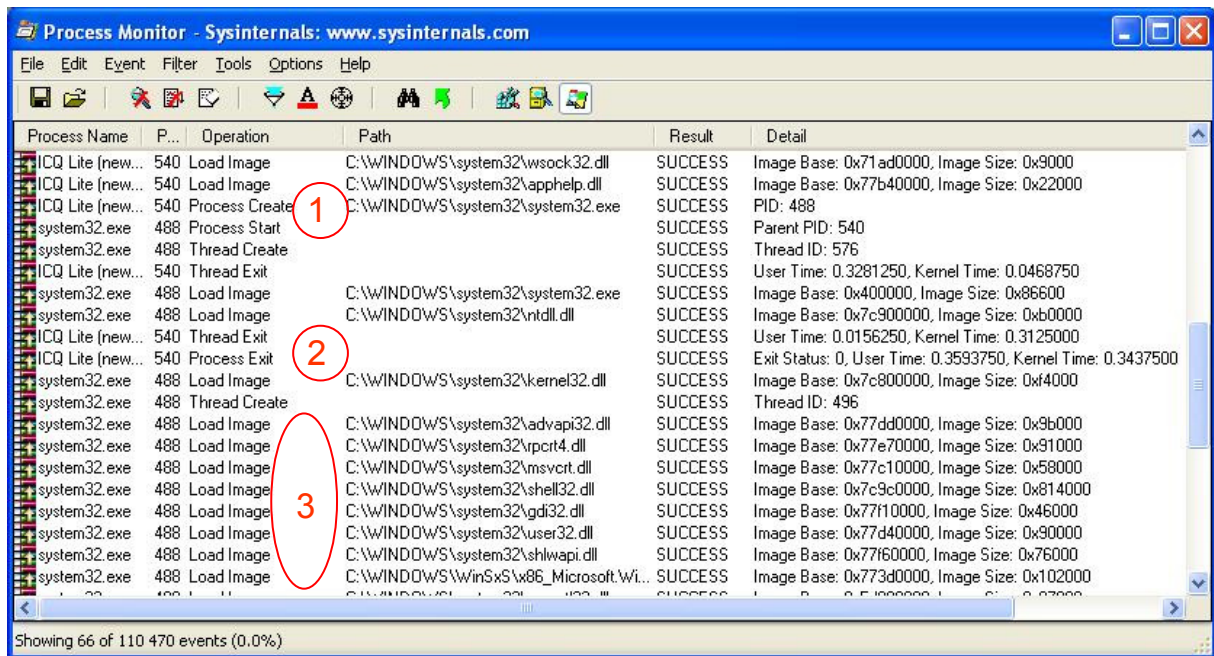 Process Monitor - Sysinternals: www.sysinternals.com
File Edit Event Filter Tools Options Help
Process Name P... Operation Path Result Detail
ICQ Lite (new... 540 Load Image C:\WINDOWS\system32\wsock32.dll SUCCESS Image Base: 0x71ad0000, Image Size: 0x9000
ICQ Lite (new... 540 Load Image C:\WINDOWS\system32\apphelp.dll SUCCESS Image Base: 0x77b40000, Image Size: 0x22000
ICQ Lite (new... 540 Process Create 1 C:\WINDOWS\system32\system32.exe SUCCESS PID: 488
system32.exe 488 Process Start SUCCESS Parent PID: 540
system32.exe 488 Thread Create SUCCESS Thread ID: 576
ICQ Lite (new... 540 Thread Exit SUCCESS User Time: 0.3281250, Kernel Time: 0.0468750
system32.exe 488 Load Image C:\WINDOWS\system32\system32.exe SUCCESS Image Base: 0x400000, Image Size: 0x86600
system32.exe 488 Load Image C:\WINDOWS\system32\ntdll.dll SUCCESS Image Base: 0x7c900000, Image Size: 0xb0000
ICQ Lite (new... 540 Thread Exit SUCCESS User Time: 0.0156250, Kernel Time: 0.3125000
ICQ Lite (new... 540 Process Exit 2 SUCCESS Exit Status: 0, User Time: 0.3593750, Kernel Time: 0.3437500
system32.exe 488 Load Image C:\WINDOWS\system32\kernel32.dll SUCCESS Image Base: 0x7c800000, Image Size: 0xf4000
system32.exe 488 Thread Create SUCCESS Thread ID: 496
system32.exe 488 Load Image C:\WINDOWS\system32\advapi32.dll SUCCESS Image Base: 0x77dd0000, Image Size: 0x9b000
system32.exe 488 Load Image C:\WINDOWS\system32\rpcrt4.dll SUCCESS Image Base: 0x77e70000, Image Size: 0x91000
system32.exe 488 Load Image C:\WINDOWS\system32\msvcrt.dll SUCCESS Image Base: 0x77c10000, Image Size: 0x58000
system32.exe 488 Load Image 3 C:\WINDOWS\system32\shell32.dll SUCCESS Image Base: 0x7c9c0000, Image Size: 0x814000
system32.exe 488 Load Image C:\WINDOWS\system32\gdi32.dll SUCCESS Image Base: 0x77f10000, Image Size: 0x46000
system32.exe 488 Load Image C:\WINDOWS\system32\user32.dll SUCCESS Image Base: 0x77d40000, Image Size: 0x90000
system32.exe 488 Load Image C:\WINDOWS\system32\shlwapi.dll SUCCESS Image Base: 0x77f60000, Image Size: 0x76000
system32.exe 488 Load Image C:\WINDOWS\WinSxS\x86_Microsoft.Wi... SUCCESS Image Base: 0x773d0000, Image Size: 0x102000
Showing 66 of 110 470 events (0.0%)